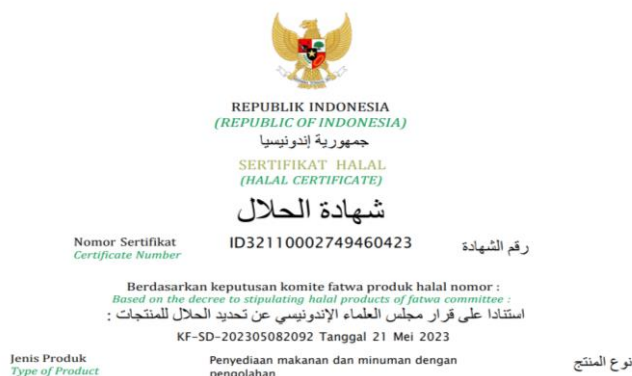 REPUBLIK INDONESIA
(REPUBLIC OF INDONESIA)
جمهورية إندونيسيا
SERTIFIKAT HALAL
(HALAL CERTIFICATE)
شهادة الحلال
Nomor Sertifikat ID32110002749460423 رقم الشهادة
Certificate Number
Berdasarkan keputusan komite fatwa produk halal nomor :
Based on the decree to stipulating halal products of fatwa committee :
استنادا على قرار مجلس العلماء الإندونيسي عن تحديد الحلال للمنتجات :
KF-SD-202305082092 Tanggal 21 Mei 2023
Jenis Produk Penyediaan makanan dan minuman dengan نوع المنتج
Type of Product pengolahan